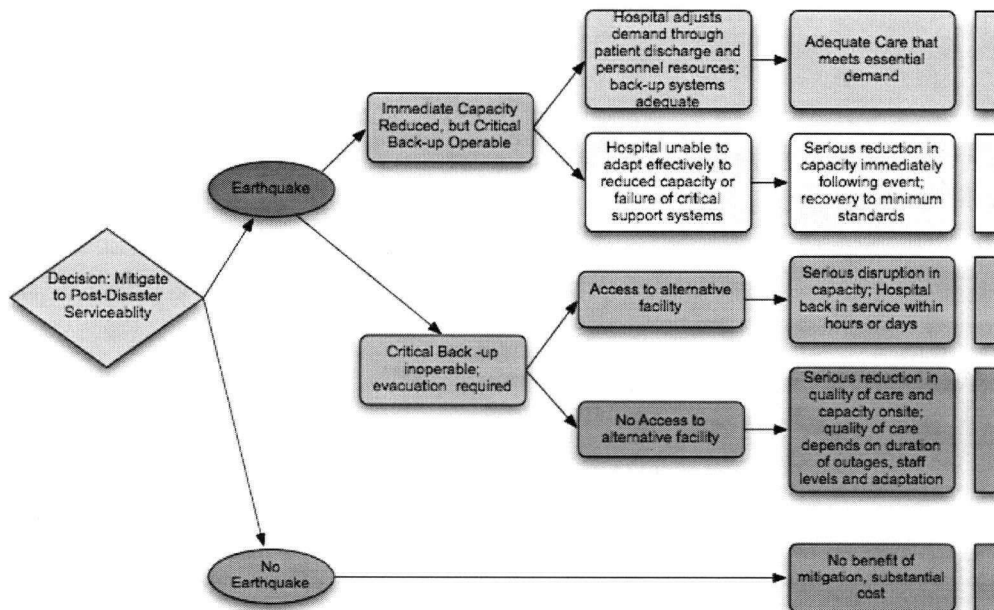 Hospital adjusts
demand through
patient discharge and
personnel resources;
back-up systems
adequate
Adequate Care that
meets essential
demand
Immediate Capacity
Reduced, but Critical
Back-up Operable
Hospital unable to
adapt effectively to
reduced capacity or
failure of critical
support systems
Serious reduction in
capacity immediately
following event;
recovery to minimum
standards
Earthquake
Decision: Mitigate
to Post-Disaster
Serviceablity
Access to alternative
facility
Serious disruption in
capacity; Hospital
back in service within
hours or days
Critical Back -up
inoperable;
evacuation required
No Access to
alternative facility
Serious reduction in
quality of care and
capacity onsite;
quality of care
depends on duration
of outages, staff
levels and adaptation
No
Earthquake
No benefit of
mitigation, substantial
cost